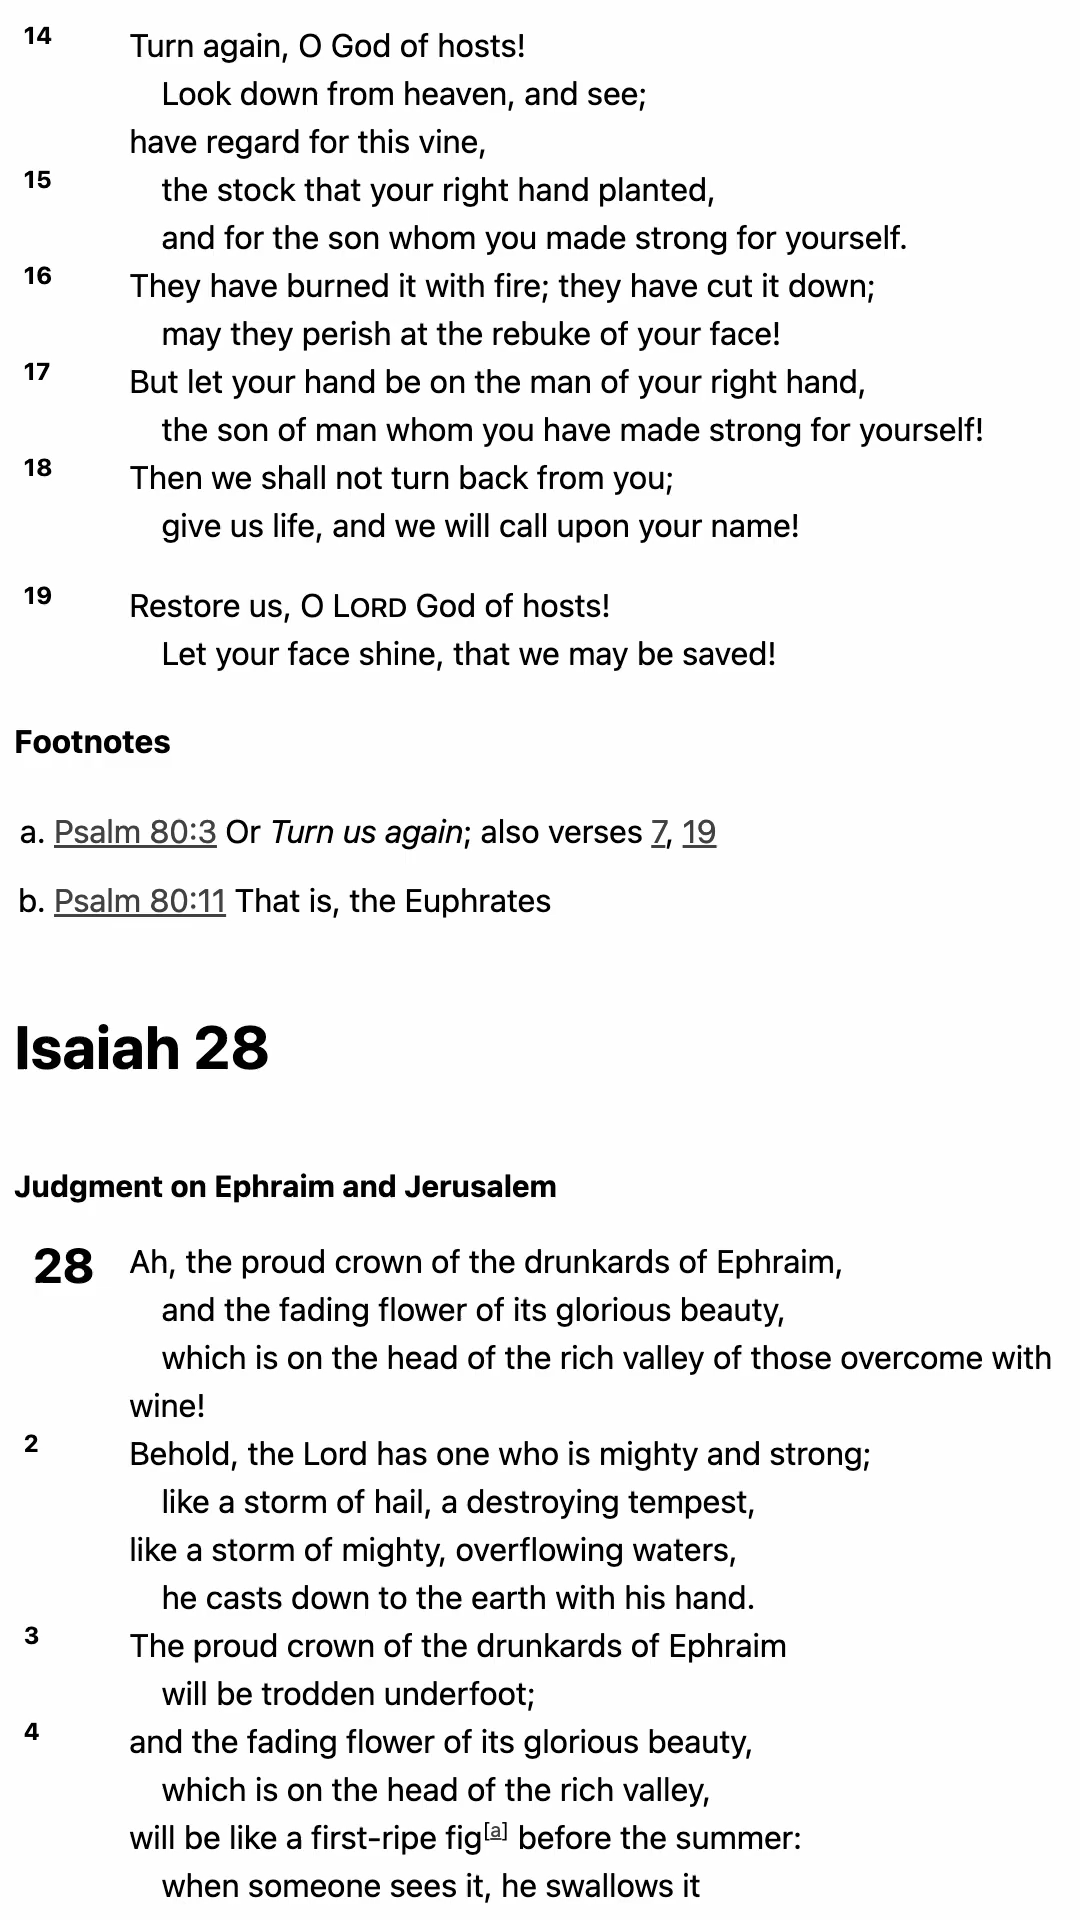 14 Turn again, O God of hosts!
Look down from heaven, and see;
have regard for this vine,
15 the stock that your right hand planted,
and for the son whom you made strong for yourself.
16 They have burned it with fire; they have cut it down;
may they perish at the rebuke of your face!
17 But let your hand be on the man of your right hand,
the son of man whom you have made strong for yourself!
18 Then we shall not turn back from you;
give us life, and we will call upon your name!
19 Restore us, O LORD God of hosts!
Let your face shine, that we may be saved!
Footnotes
a. Psalm 80:3 Or Turn us again; also verses 7, 19
b. Psalm 80:11 That is, the Euphrates
Isaiah 28
Judgment on Ephraim and Jerusalem
28 Ah, the proud crown of the drunkards of Ephraim,
and the fading flower of its glorious beauty,
which is on the head of the rich valley of those overcome with
wine!
2 Behold, the Lord has one who is mighty and strong;
like a storm of hail, a destroying tempest,
like a storm of mighty, overflowing waters,
he casts down to the earth with his hand.
3 The proud crown of the drunkards of Ephraim
will be trodden underfoot;
4 and the fading flower of its glorious beauty,
which is on the head of the rich valley,
will be like a first-ripe fig[a] before the summer:
when someone sees it, he swallows it